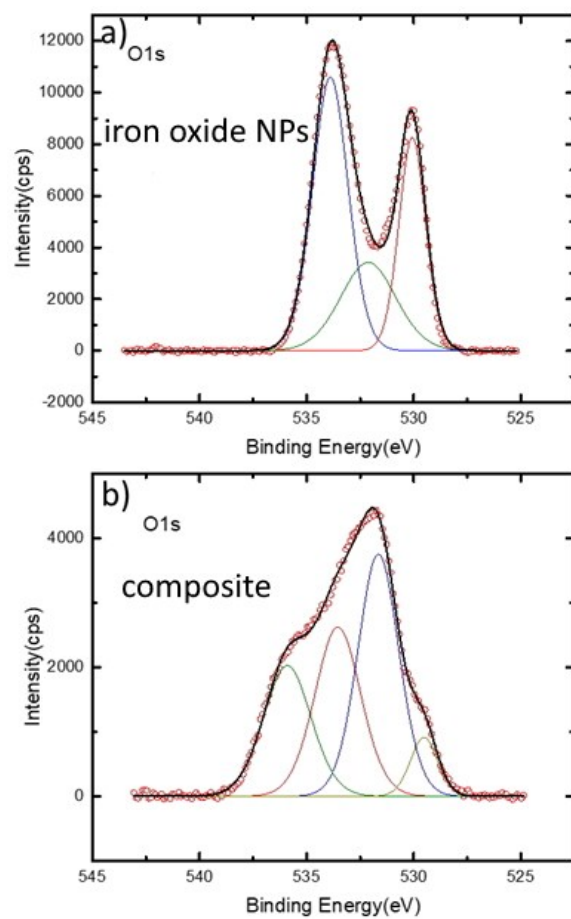 a)
O1s
iron oxide NPs
12000
10000
8000
6000
4000
2000
0
-2000
Intensity(cps)
545 540 535 530 525
Binding Energy(eV)
b)
O1s
composite
4000
2000
0
Intensity(cps)
545 540 535 530 525
Binding Energy(eV)